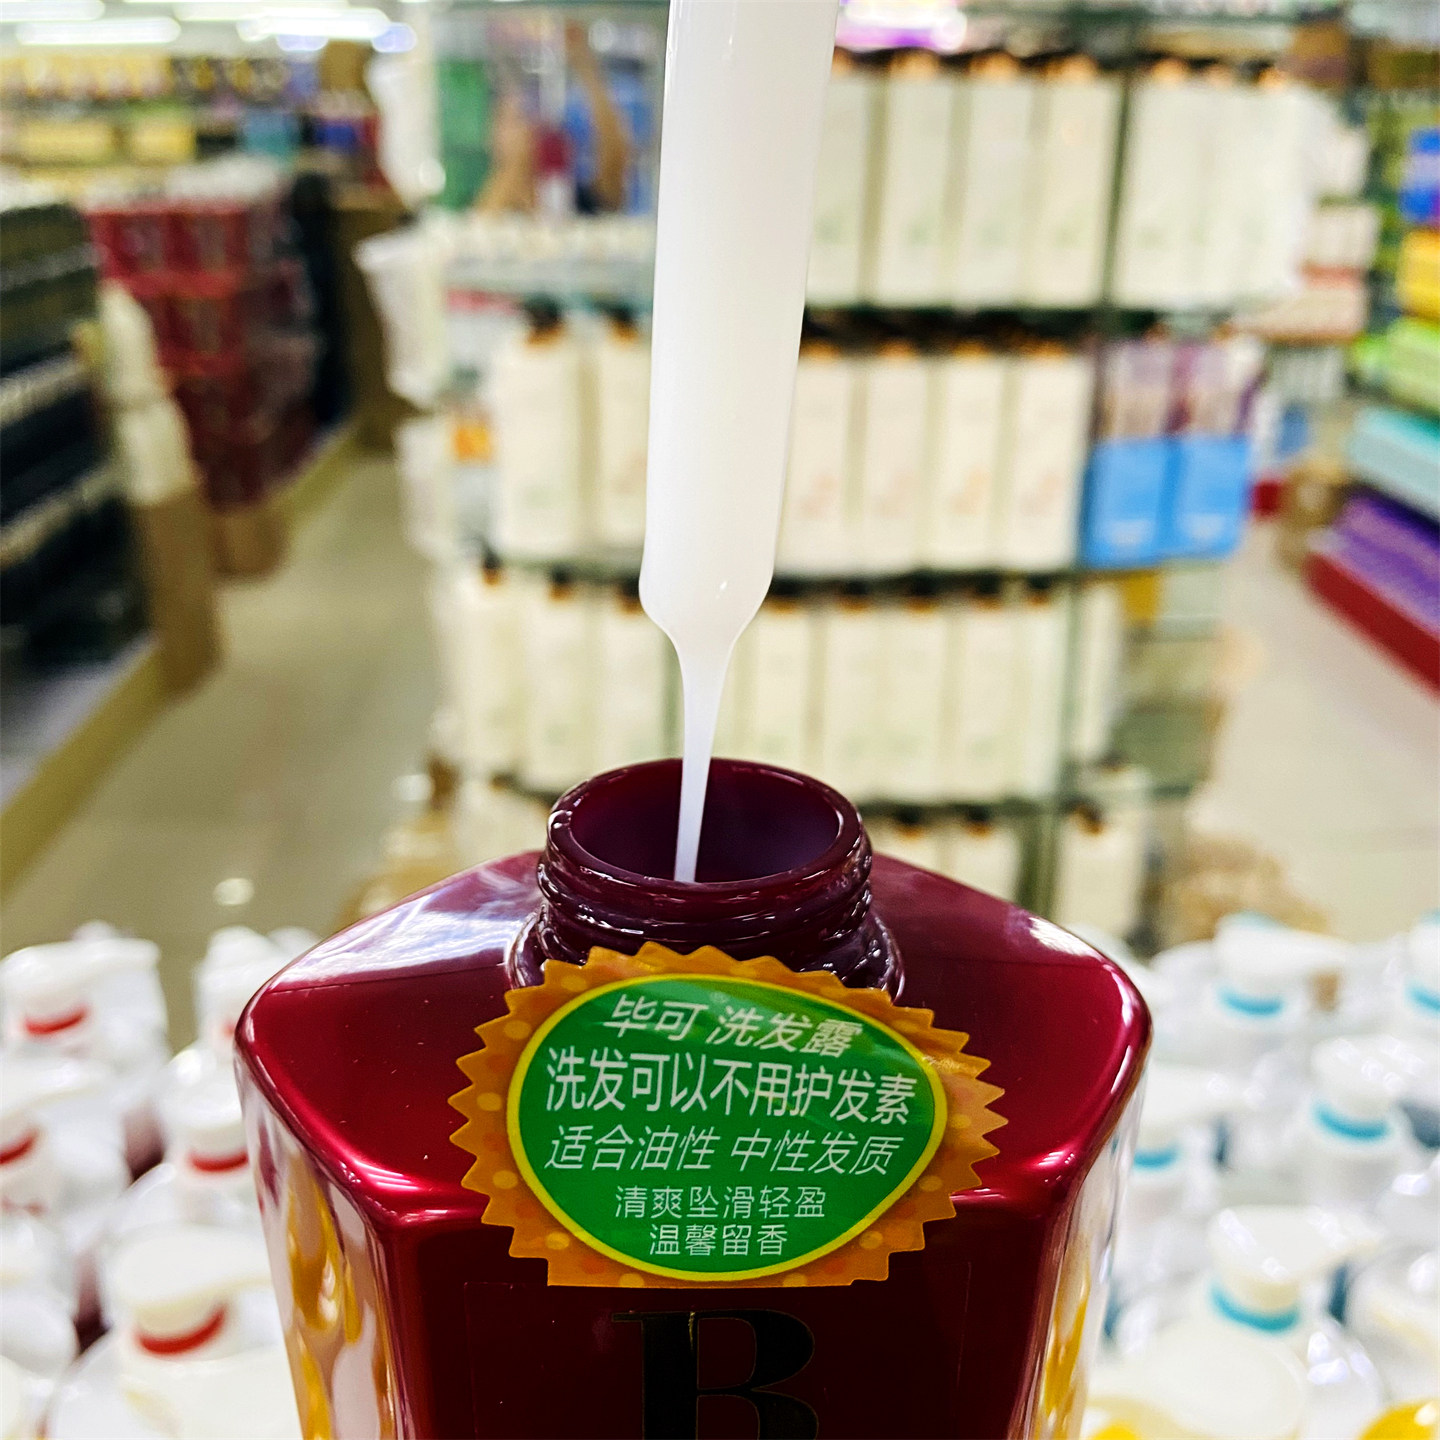 毕可®洗发露
洗发可以不用护发素
适合油性 中性发质
清爽坠滑轻盈
温馨留香
B